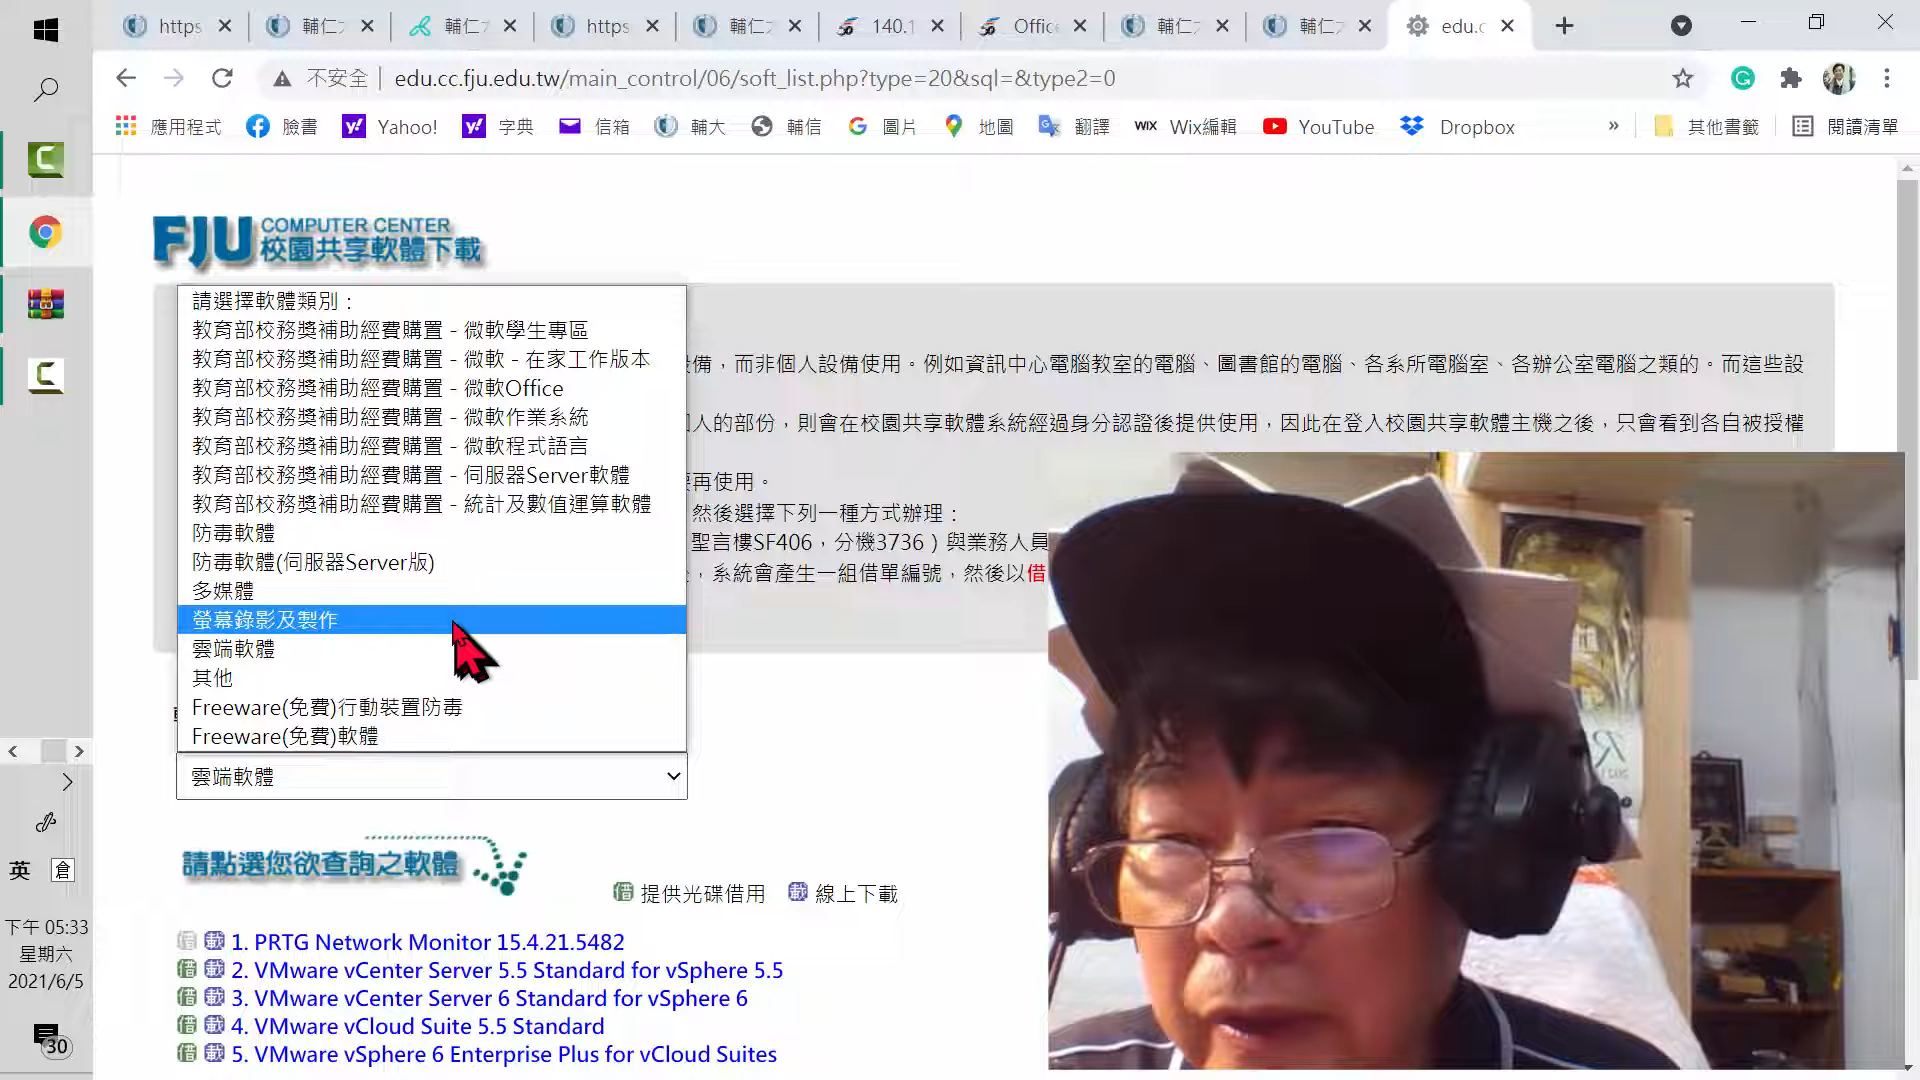 https
輔仁大
輔仁大
https
輔仁大
140.1
Office
輔仁大
輔仁大
edu.c
不安全
edu.cc.fju.edu.tw/main_control/06/soft_list.php?type=20&sql=&type2=0
應用程式
臉書
Yahoo!
字典
信箱
輔大
輔信
圖片
地圖
翻譯
WIX
Wix編輯
YouTube
Dropbox
»
其他書籤
閱讀清單
FJU COMPUTER CENTER
校園共享軟體下載
請選擇軟體類別：
教育部校務獎補助經費購置 - 微軟學生專區
教育部校務獎補助經費購置 - 微軟 - 在家工作版本
教育部校務獎補助經費購置 - 微軟Office
教育部校務獎補助經費購置 - 微軟作業系統
教育部校務獎補助經費購置 - 微軟程式語言
教育部校務獎補助經費購置 - 伺服器Server軟體
教育部校務獎補助經費購置 - 統計及數值運算軟體
防毒軟體
防毒軟體(伺服器Server版)
多媒體
螢幕錄影及製作
雲端軟體
其他
Freeware(免費)行動裝置防毒
Freeware(免費)軟體
備，而非個人設備使用。例如資訊中心電腦教室的電腦、圖書館的電腦、各系所電腦室、各辦公室電腦之類的。而這些設
人的部份，則會在校園共享軟體系統經過身分認證後提供使用，因此在登入校園共享軟體主機之後，只會看到各自被授權
再使用。
然後選擇下列一種方式辦理：
聖言樓SF406，分機3736）與業務人員
，系統會產生一組借單編號，然後以借
雲端軟體
請點選您欲查詢之軟體
借 提供光碟借用 載 線上下載
借 載 1. PRTG Network Monitor 15.4.21.5482
借 載 2. VMware vCenter Server 5.5 Standard for vSphere 5.5
借 載 3. VMware vCenter Server 6 Standard for vSphere 6
借 載 4. VMware vCloud Suite 5.5 Standard
借 載 5. VMware vSphere 6 Enterprise Plus for vCloud Suites
英 倉
下午 05:33
星期六
2021/6/5
30